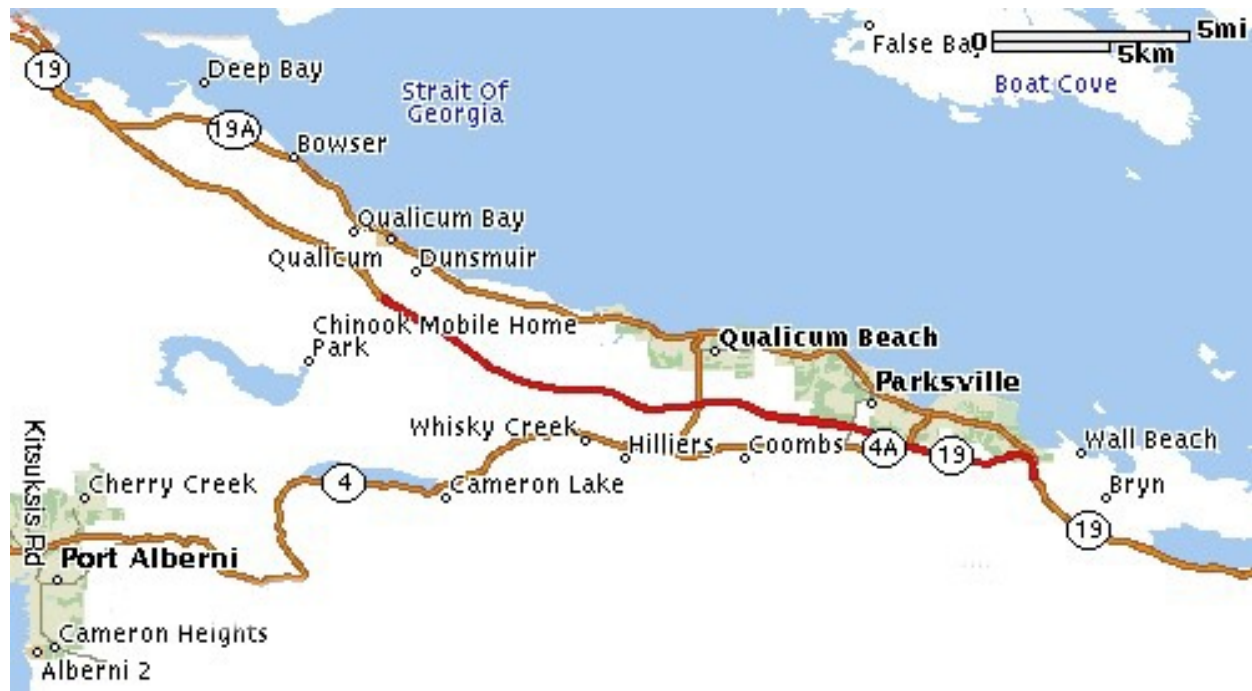 5mi
0
5km
False Bay
Boat Cove
19
Deep Bay
Strait Of
Georgia
19A
Bowser
Qualicum Bay
Qualicum
Dunsmuir
Chinook Mobile Home
Park
Qualicum Beach
Parksville
Whisky Creek
Hilliers
Coombs
4A
19
Wall Beach
Kitsuksis Rd
Cherry Creek
4
Cameron Lake
Bryn
19
Port Alberni
Cameron Heights
Alberni 2